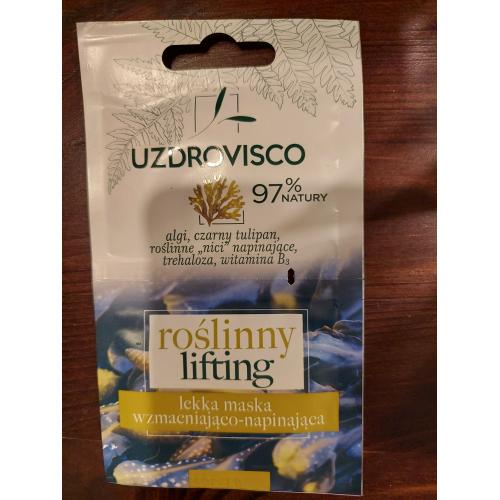 UZDROVISCO
97% NATURY
algi, czarny tulipan,
roślinne „nici” napinające,
trehaloza, witamina B₃
roślinny
lifting
lekka maska
wzmacniająco-napinająca